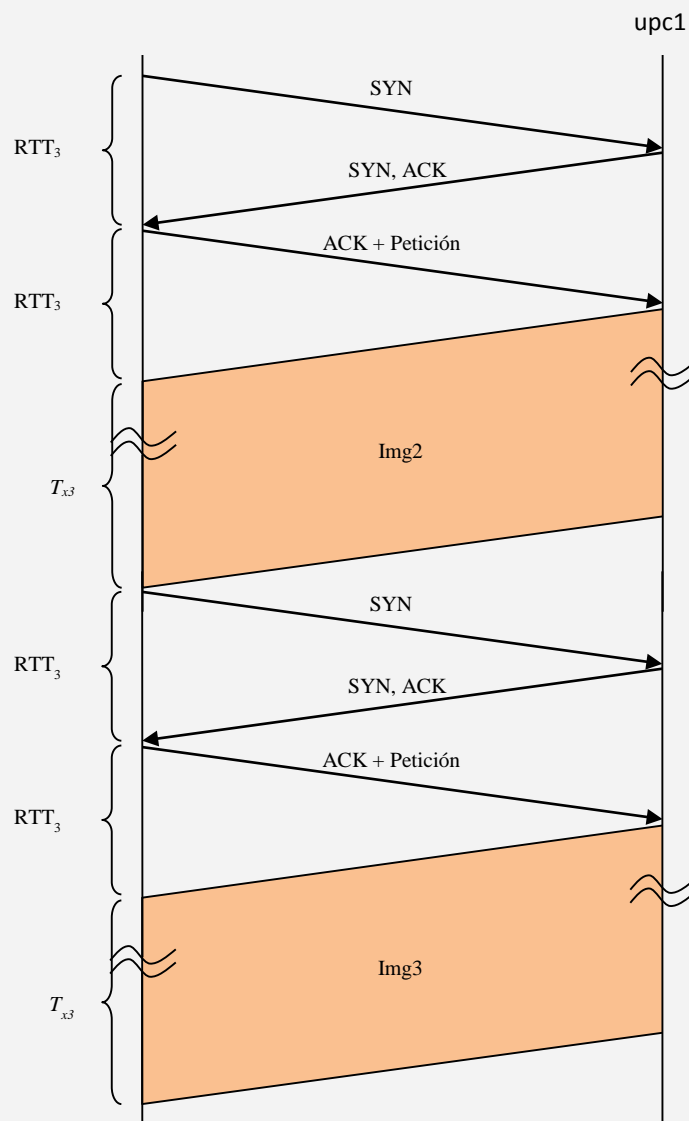 upc1
SYN
RTT₃
SYN, ACK
ACK + Petición
RTT₃
Img2
Tₓ₃
SYN
RTT₃
SYN, ACK
ACK + Petición
RTT₃
Img3
Tₓ₃